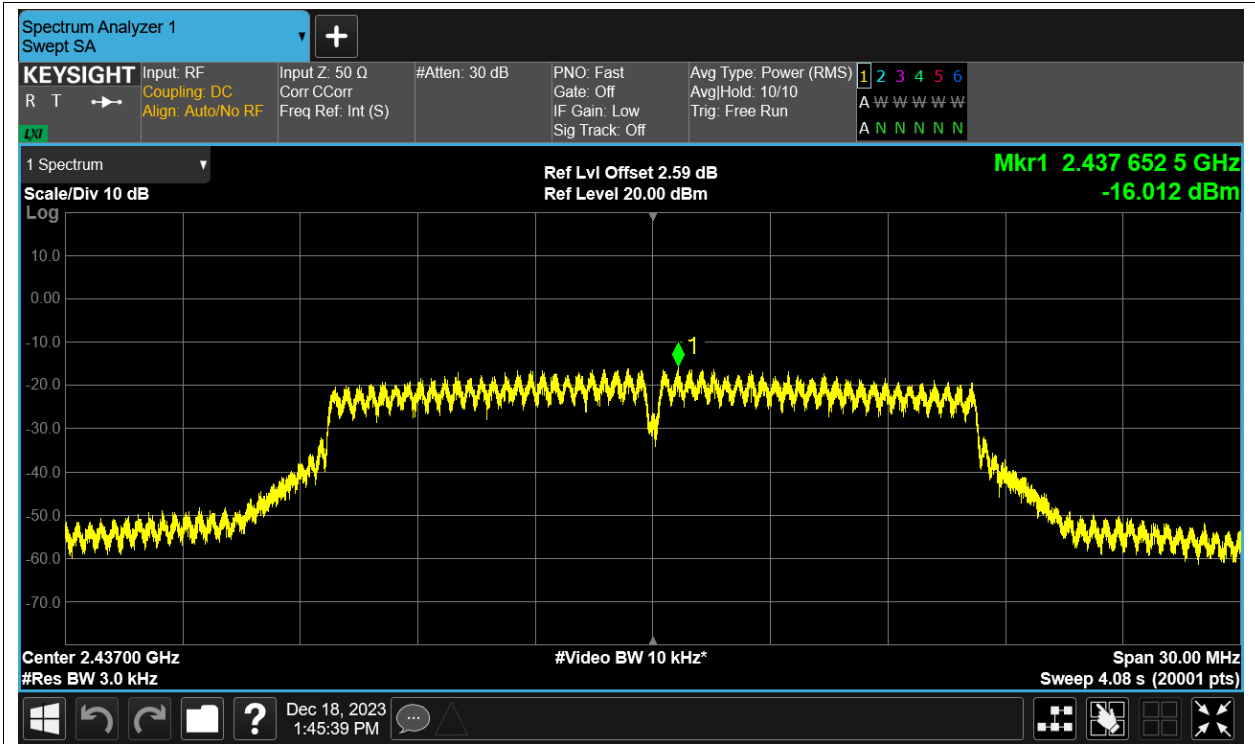 Spectrum Analyzer 1
Swept SA
KEYSIGHT
R T
LXI
Input: RF
Coupling: DC
Align: Auto/No RF
Input Z: 50 Ω
Corr CCorr
Freq Ref: Int (S)
#Atten: 30 dB
PNO: Fast
Gate: Off
IF Gain: Low
Sig Track: Off
Avg Type: Power (RMS)
Avg|Hold: 10/10
Trig: Free Run
1 2 3 4 5 6
A W W W W W
A N N N N N
1 Spectrum
Scale/Div 10 dB
Log
Ref Lvl Offset 2.59 dB
Ref Level 20.00 dBm
Mkr1 2.437 652 5 GHz
-16.012 dBm
10.0
0.00
-10.0
-20.0
-30.0
-40.0
-50.0
-60.0
-70.0
1
Center 2.43700 GHz
#Res BW 3.0 kHz
#Video BW 10 kHz*
Span 30.00 MHz
Sweep 4.08 s (20001 pts)
?
Dec 18, 2023
1:45:39 PM